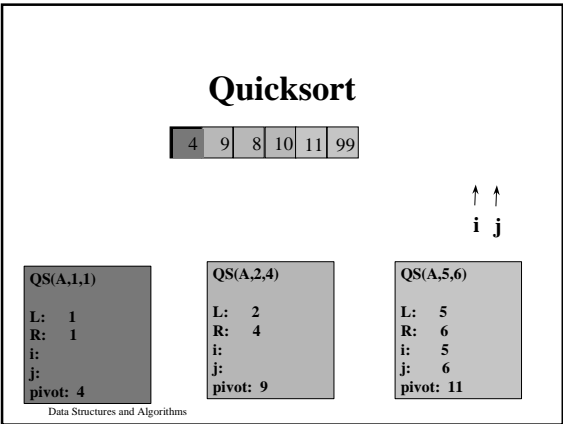 Quicksort
4 9 8 10 11 99
i j
QS(A,1,1)
L: 1
R: 1
i:
j:
pivot: 4
QS(A,2,4)
L: 2
R: 4
i:
j:
pivot: 9
QS(A,5,6)
L: 5
R: 6
i: 5
j: 6
pivot: 11
Data Structures and Algorithms